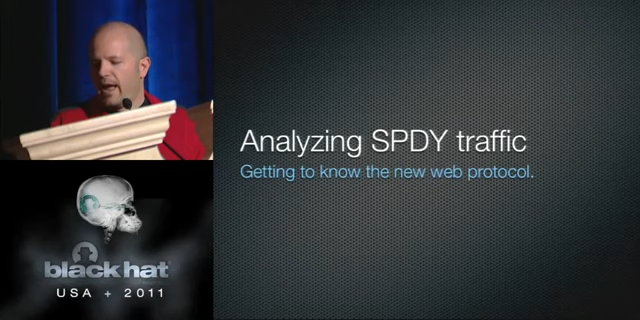 Analyzing SPDY traffic
Getting to know the new web protocol.
black hat
USA + 2011